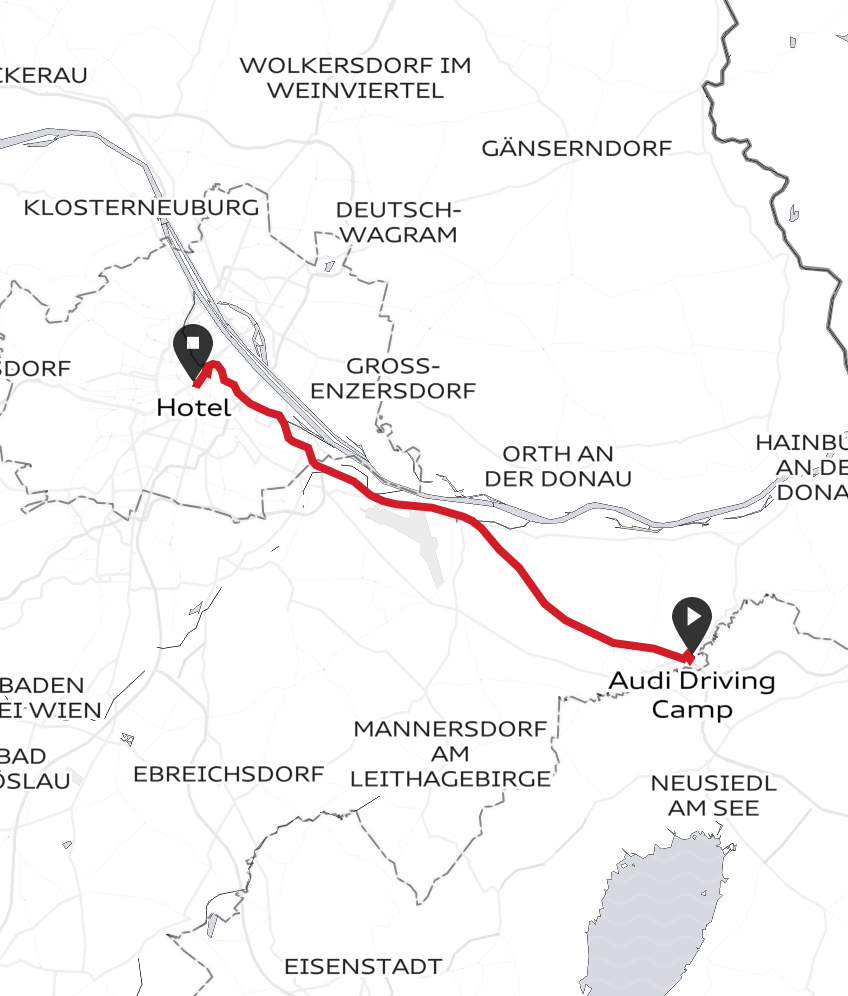 CKERAU
WOLKERSDORF IM
WEINVIERTEL
GÄNSERNDORF
KLOSTERNEUBURG
DEUTSCH-
WAGRAM
SDORF
GROSS-
ENZERSDORF
Hotel
ORTH AN
DER DONAU
HAINBU
AN DE
DONA
Audi Driving
Camp
BADEN
EI WIEN
MANNERSDORF
AM
LEITHAGEBIRGE
BAD
ÖSLAU
EBREICHSDORF
NEUSIEDL
AM SEE
EISENSTADT